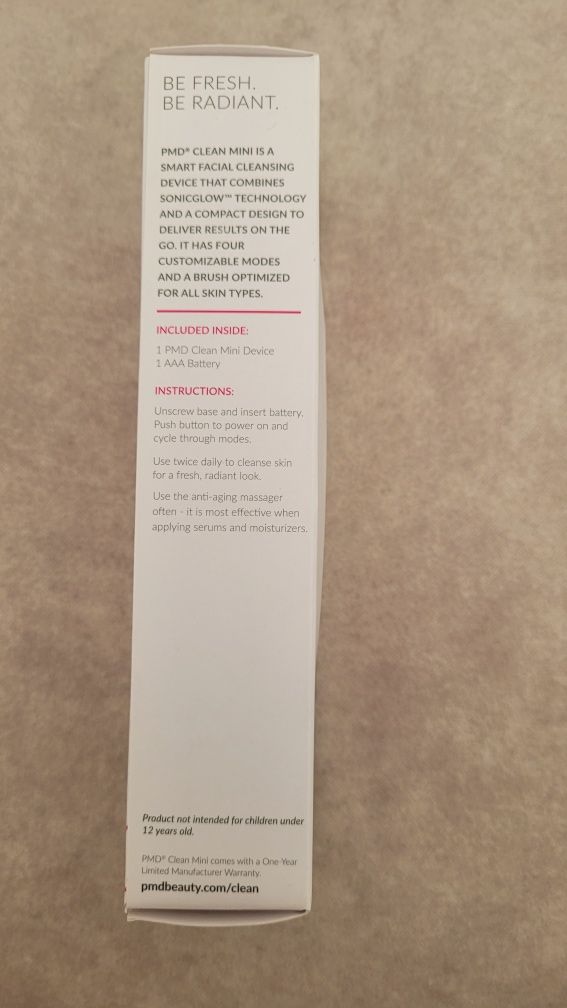 BE FRESH.
BE RADIANT.
PMD® CLEAN MINI IS A
SMART FACIAL CLEANSING
DEVICE THAT COMBINES
SONICGLOW™ TECHNOLOGY
AND A COMPACT DESIGN TO
DELIVER RESULTS ON THE
GO. IT HAS FOUR
CUSTOMIZABLE MODES
AND A BRUSH OPTIMIZED
FOR ALL SKIN TYPES.
INCLUDED INSIDE:
1 PMD Clean Mini Device
1 AAA Battery
INSTRUCTIONS:
Unscrew base and insert battery.
Push button to power on and
cycle through modes.
Use twice daily to cleanse skin
for a fresh, radiant look.
Use the anti-aging massager
often - it is most effective when
applying serums and moisturizers.
Product not intended for children under
12 years old.
PMD® Clean Mini comes with a One-Year
Limited Manufacturer Warranty.
pmdbeauty.com/clean